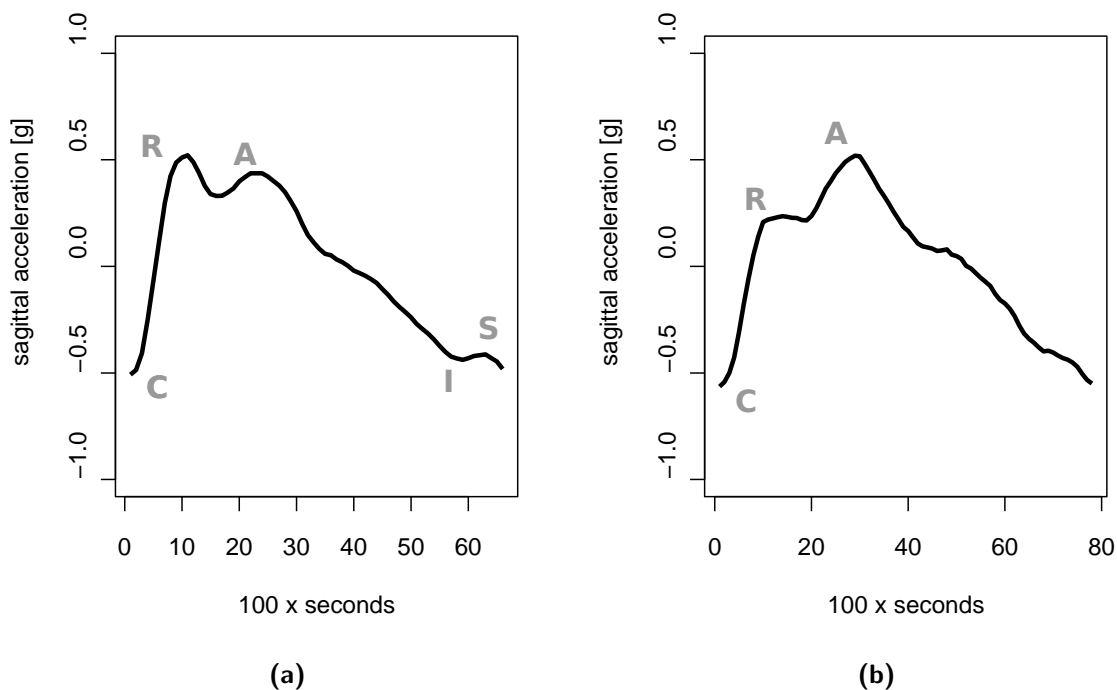 sagittal acceleration [g]
1.0
0.5
0.0
−0.5
−1.0
R
A
C
I
S
0 10 20 30 40 50 60
100 x seconds
(a)
sagittal acceleration [g]
1.0
0.5
0.0
−0.5
−1.0
A
R
C
0 20 40 60 80
100 x seconds
(b)